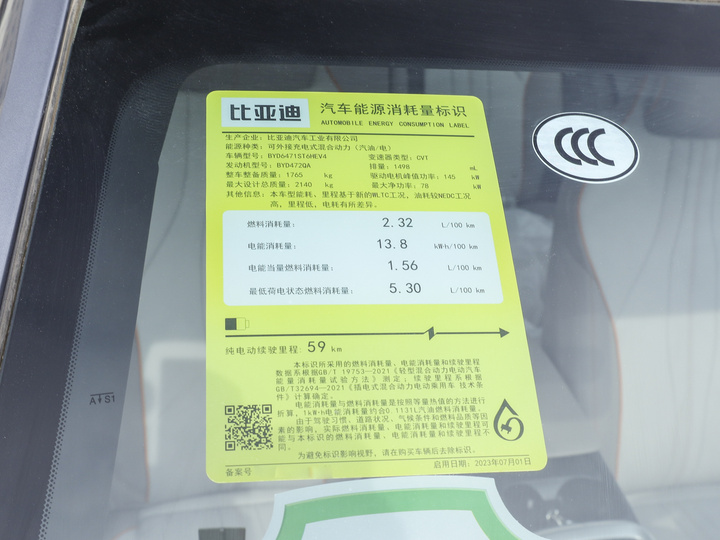 比亚迪
汽车能源消耗量标识
AUTOMOBILE ENERGY CONSUMPTION LABEL
生产企业：比亚迪汽车工业有限公司
能源种类：可外接充电式混合动力（汽油/电）
车辆型号：BYD6471ST6HEV4 变速器类型：CVT
发动机型号：BYD472QA 排量：1498 mL
整车整备质量：1765 kg 驱动电机峰值功率：145 kW
最大设计总质量：2140 kg 最大净功率：78 kW
其他信息：本车型能耗、里程基于新的WLTC工况，油耗较NEDC工况
高，里程低，电耗有所差异。
燃料消耗量： 2.32 L/100 km
电能消耗量： 13.8 kW·h/100 km
电能当量燃料消耗量： 1.56 L/100 km
最低荷电状态燃料消耗量： 5.30 L/100 km
纯电动续驶里程：59 km
本标识所采用的燃料消耗量、电能消耗量和续驶里程
数据系根据GB/T 19753—2021《轻型混合动力电动汽车
能量消耗量试验方法》测定；续驶里程系根据
GB/T32694—2021《插电式混合动力电动乘用车 技术条
件》计算确定。
电能消耗量与燃料消耗量是按照等量热值的方法进行
折算，1kW·h电能消耗量约合0.1131L汽油燃料消耗量。
由于驾驶习惯、道路状况、气候条件和燃料品质等因
素的影响，实际燃料消耗量、电能消耗量和续驶里程可
能与本标识的燃料消耗量、电能消耗量和续驶里程不
同。
为避免标识影响视野，请在购买车辆后去除标识。
备案号
启用日期：2023年07月01日
CCC